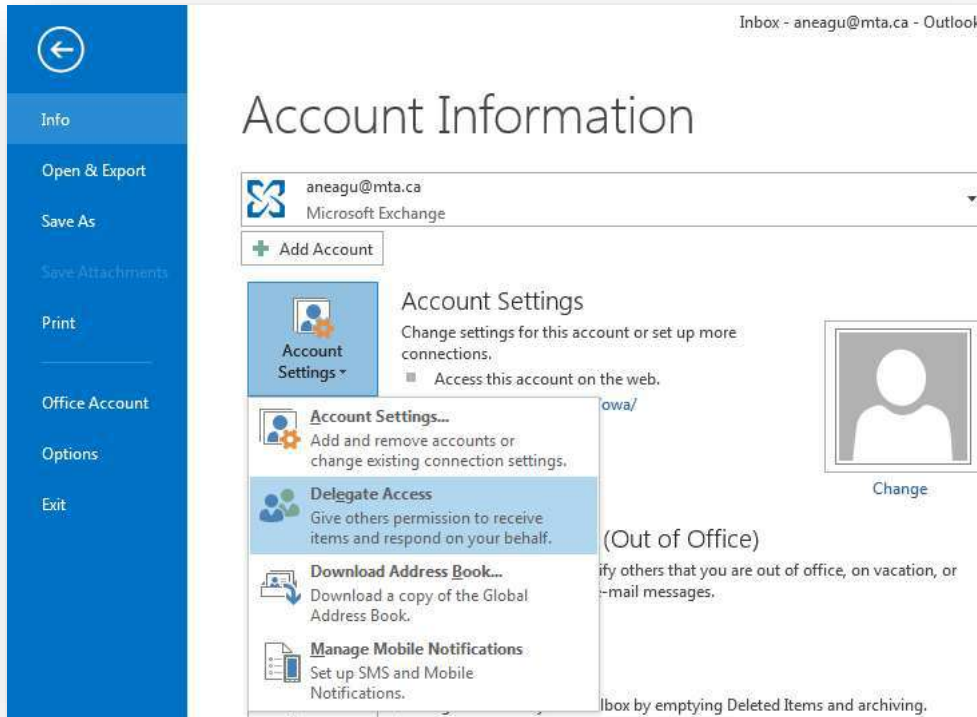 Inbox - aneagu@mta.ca - Outlook
Info
Open & Export
Save As
Save Attachments
Print
Office Account
Options
Exit
Account Information
aneagu@mta.ca
Microsoft Exchange
Add Account
Account
Settings
Account Settings
Change settings for this account or set up more
connections.
Access this account on the web.
owa/
Change
Account Settings...
Add and remove accounts or
change existing connection settings.
Delegate Access
Give others permission to receive
items and respond on your behalf.
Download Address Book...
Download a copy of the Global
Address Book.
Manage Mobile Notifications
Set up SMS and Mobile
Notifications.
(Out of Office)
ify others that you are out of office, on vacation, or
-mail messages.
lbox by emptying Deleted Items and archiving.